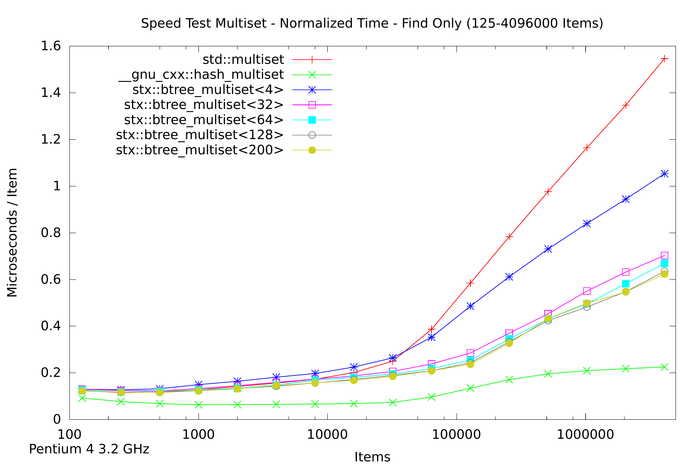 Speed Test Multiset - Normalized Time - Find Only (125-4096000 Items)
std::multiset
__gnu_cxx::hash_multiset
stx::btree_multiset<4>
stx::btree_multiset<32>
stx::btree_multiset<64>
stx::btree_multiset<128>
stx::btree_multiset<200>
1.6
1.4
1.2
1
0.8
0.6
0.4
0.2
0
Microseconds / Item
100 1000 10000 100000 1000000
Items
Pentium 4 3.2 GHz